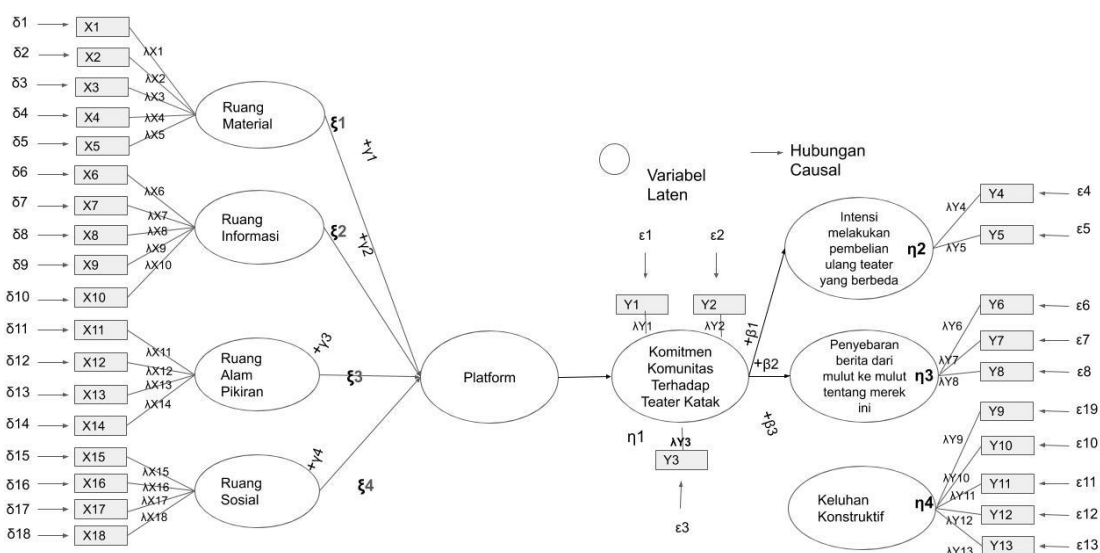 δ1
X1
λX1
δ2
X2
λX2
δ3
X3
λX3
δ4
X4
λX4
δ5
X5
λX5
Ruang
Material
ξ1
+γ1
δ6
X6
λX6
δ7
X7
λX7
δ8
X8
λX8
δ9
X9
λX9
δ10
X10
λX10
Ruang
Informasi
ξ2
+γ2
δ11
X11
λX11
δ12
X12
λX12
δ13
X13
λX13
δ14
X14
λX14
Ruang
Alam
Pikiran
+γ3
ξ3
δ15
X15
λX15
δ16
X16
λX16
δ17
X17
λX17
δ18
X18
λX18
Ruang
Sosial
+γ4
ξ4
Platform
Variabel
Laten
Hubungan
Causal
ε1
ε2
Y1
Y2
λY1
λY2
Komitmen
Komunitas
Terhadap
Teater Katak
η1
λY3
Y3
ε3
+β1
+β2
+β3
Intensi
melakukan
pembelian
ulang teater
yang berbeda
η2
λY4
Y4
ε4
λY5
Y5
ε5
Penyebaran
berita dari
mulut ke mulut
tentang merek
ini
η3
λY6
Y6
ε6
λY7
Y7
ε7
λY8
Y8
ε8
Keluhan
Konstruktif
η4
λY9
Y9
ε19
λY10
Y10
ε10
λY11
Y11
ε11
λY12
Y12
ε12
λY13
Y13
ε13